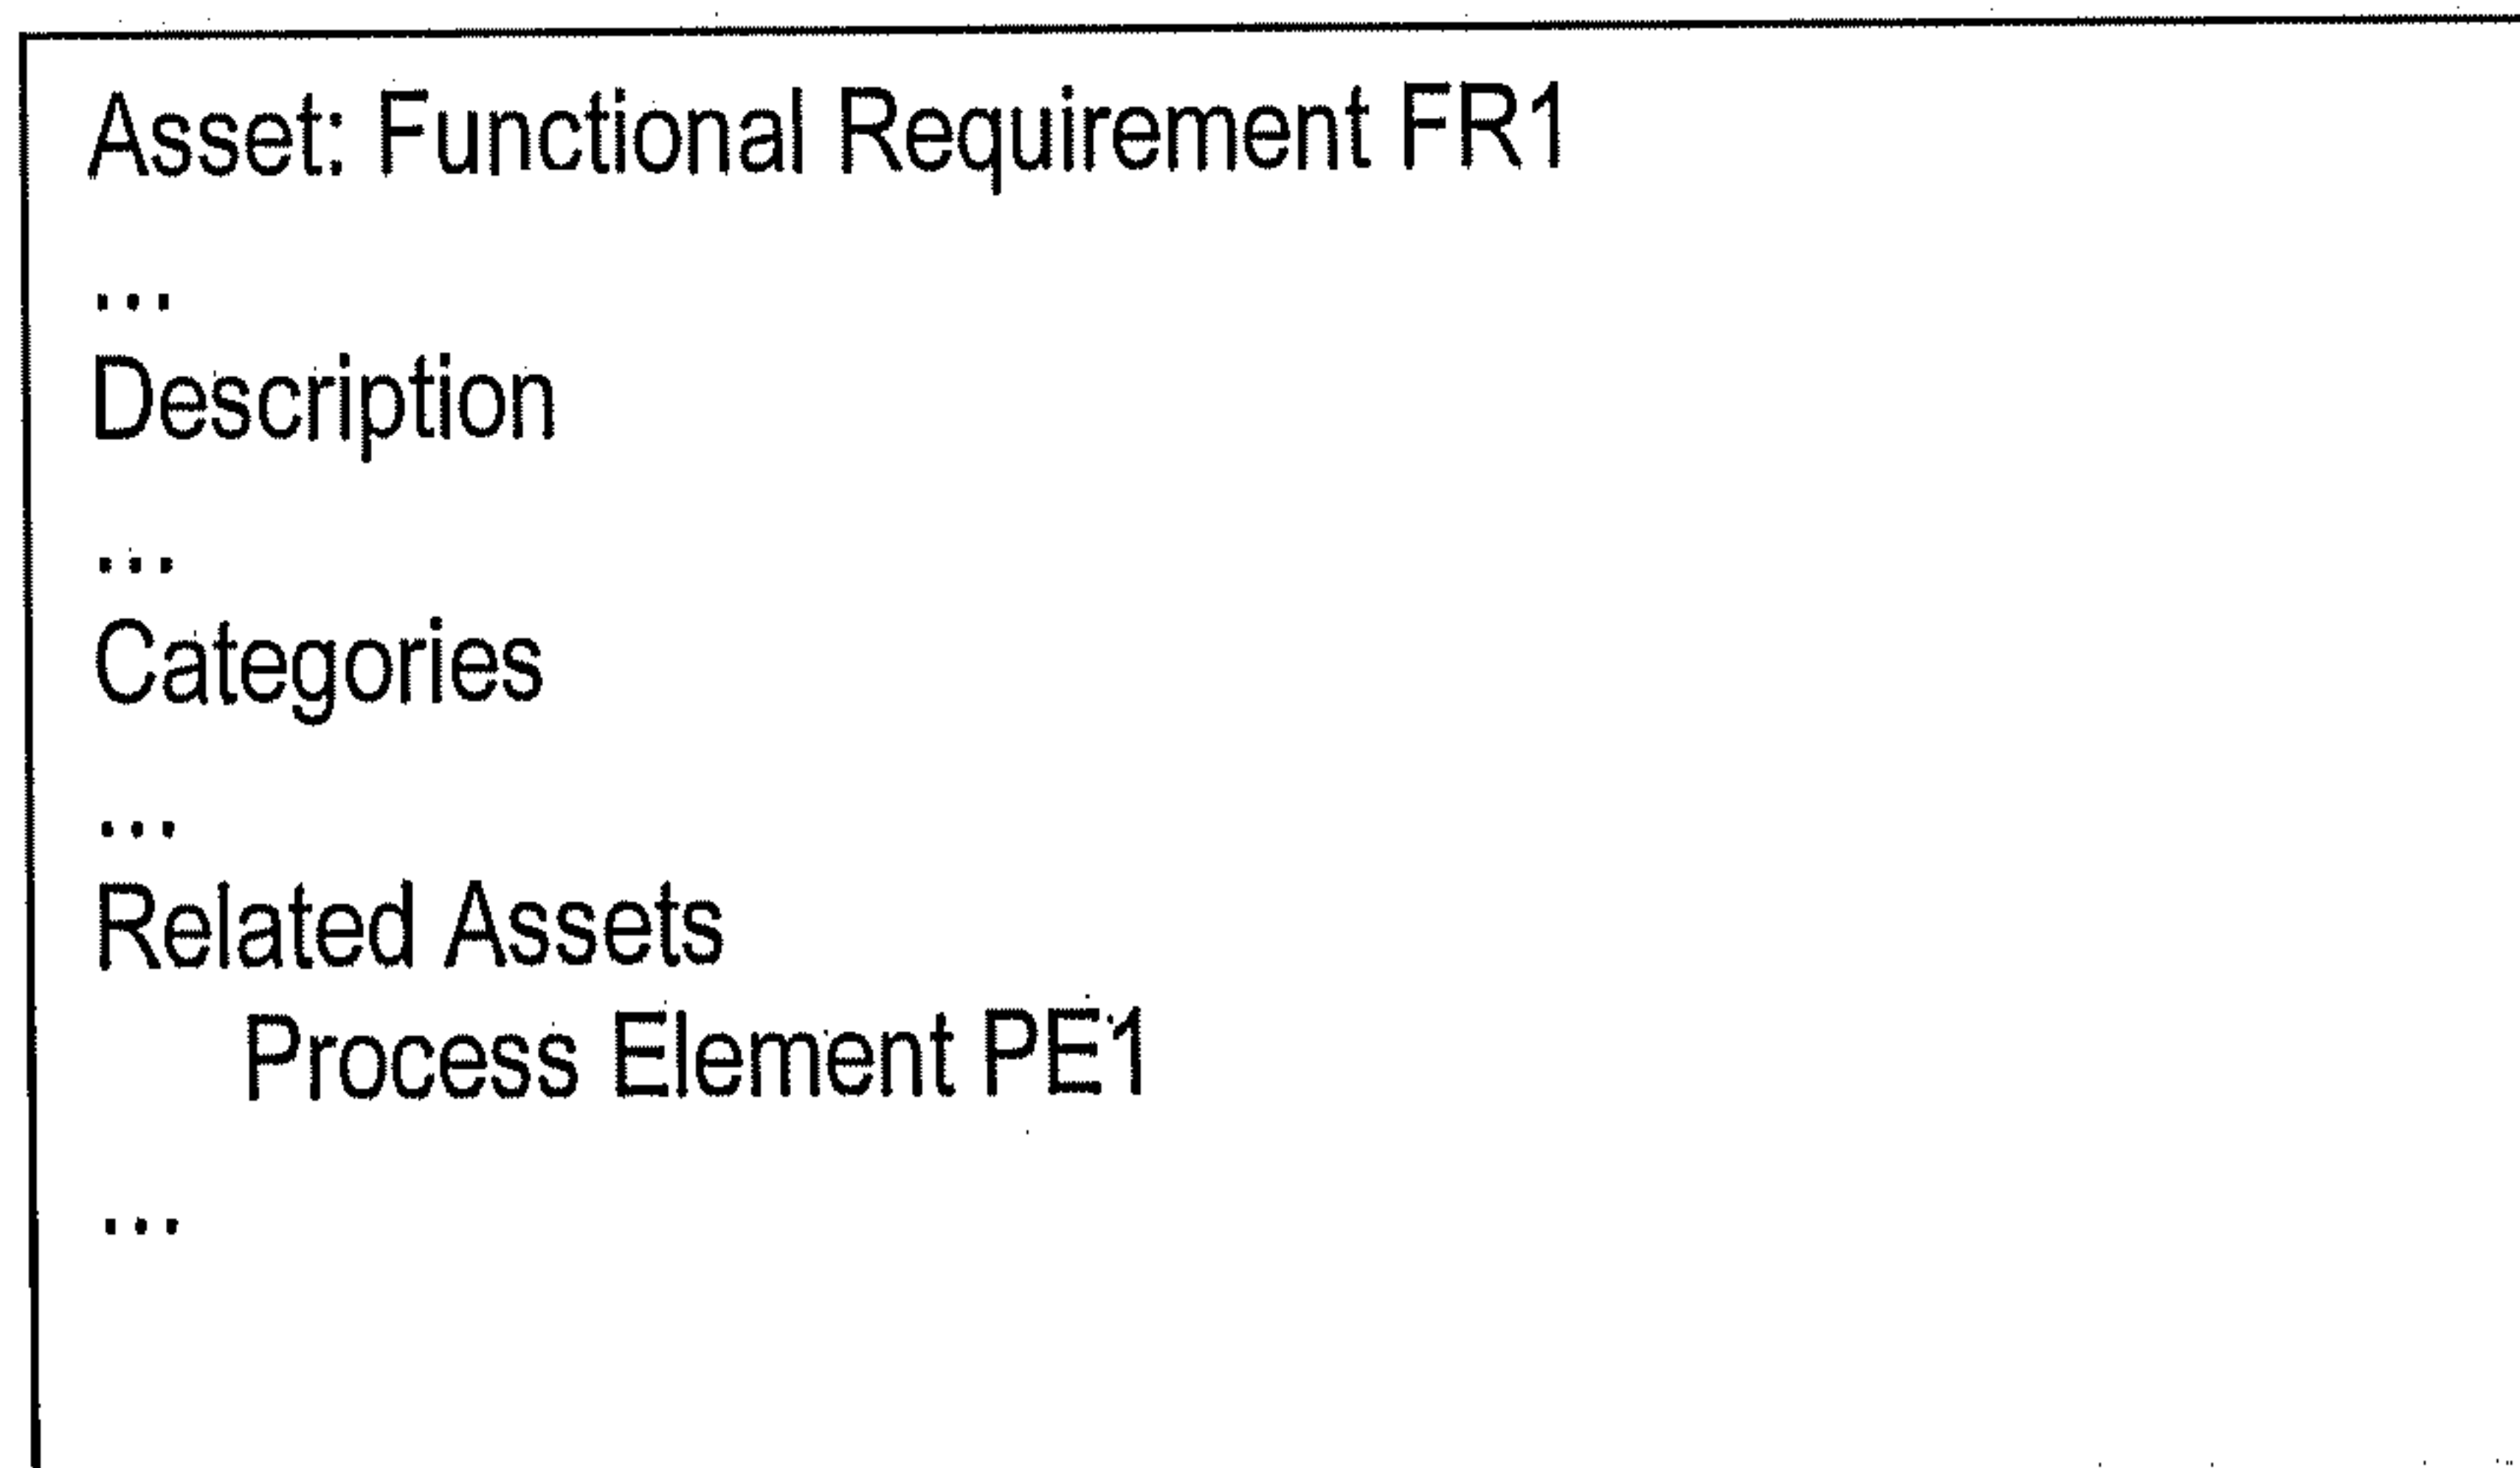 Asset: Functional Requirement FR1
...
Description
...
Categories
...
Related Assets
Process Element PE1
...